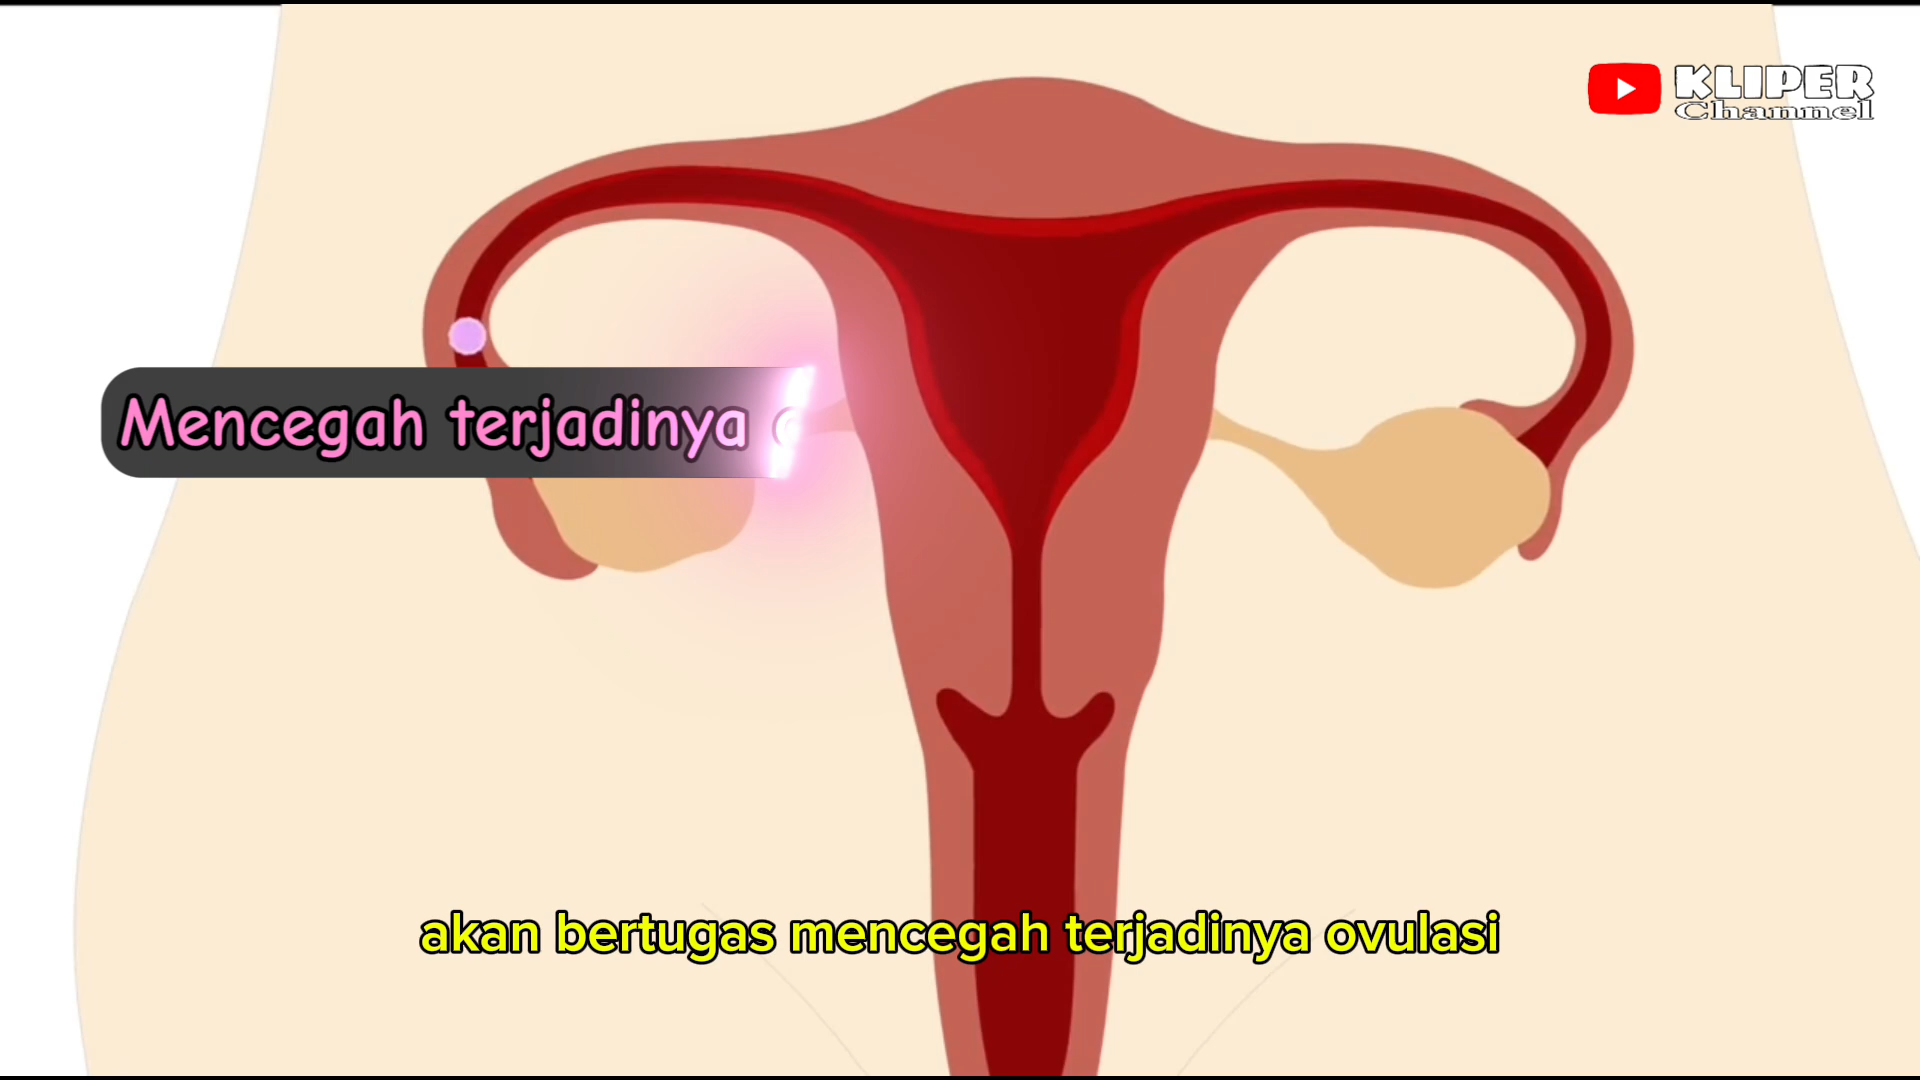 KLIPER
Channel
Mencegah terjadinya
akan bertugas mencegah terjadinya ovulasi